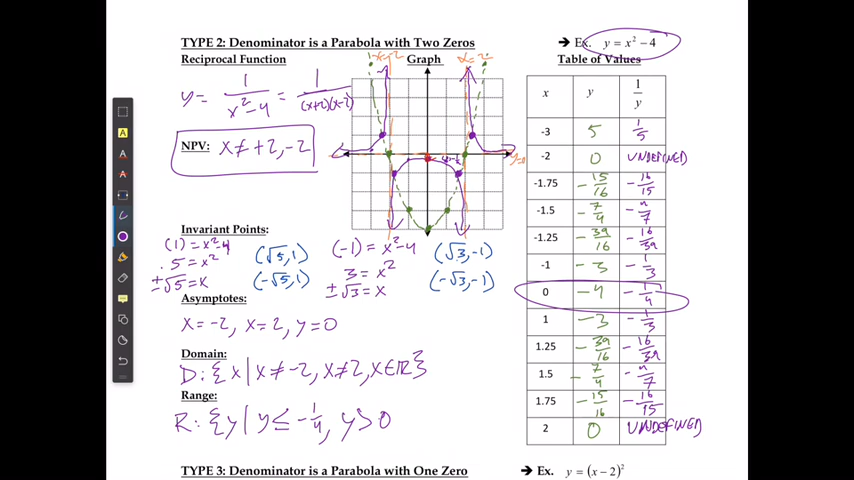 TYPE 2: Denominator is a Parabola with Two Zeros
→ Ex. y = x² – 4
Reciprocal Function
x=-2
Graph
x=2
Table of Values
y = 1/(x²-4) = 1/((x+2)(x-2))
NPV: x ≠ +2, -2
y=0
x y 1/y
-3 5 1/5
-2 0 UNDEFINED
-1.75 -15/16 -16/15
-1.5 -7/4 -4/7
-1.25 -39/16 -16/39
-1 -3 -1/3
0 -4 -1/4
1 -3 -1/3
1.25 -39/16 -16/39
1.5 -7/4 -4/7
1.75 -15/16 -16/15
2 0 UNDEFINED
Invariant Points:
(1) = x²-4 (√5, 1) (-1) = x²-4 (√3, -1)
5 = x² (-√5, 1) 3 = x² (-√3, -1)
±√5 = x ±√3 = x
Asymptotes:
x = -2, x = 2, y = 0
Domain:
D: {x | x ≠ -2, x ≠ 2, x ∈ ℝ}
Range:
R: {y | y ≤ -1/4, y > 0
TYPE 3: Denominator is a Parabola with One Zero
→ Ex. y = (x – 2)²